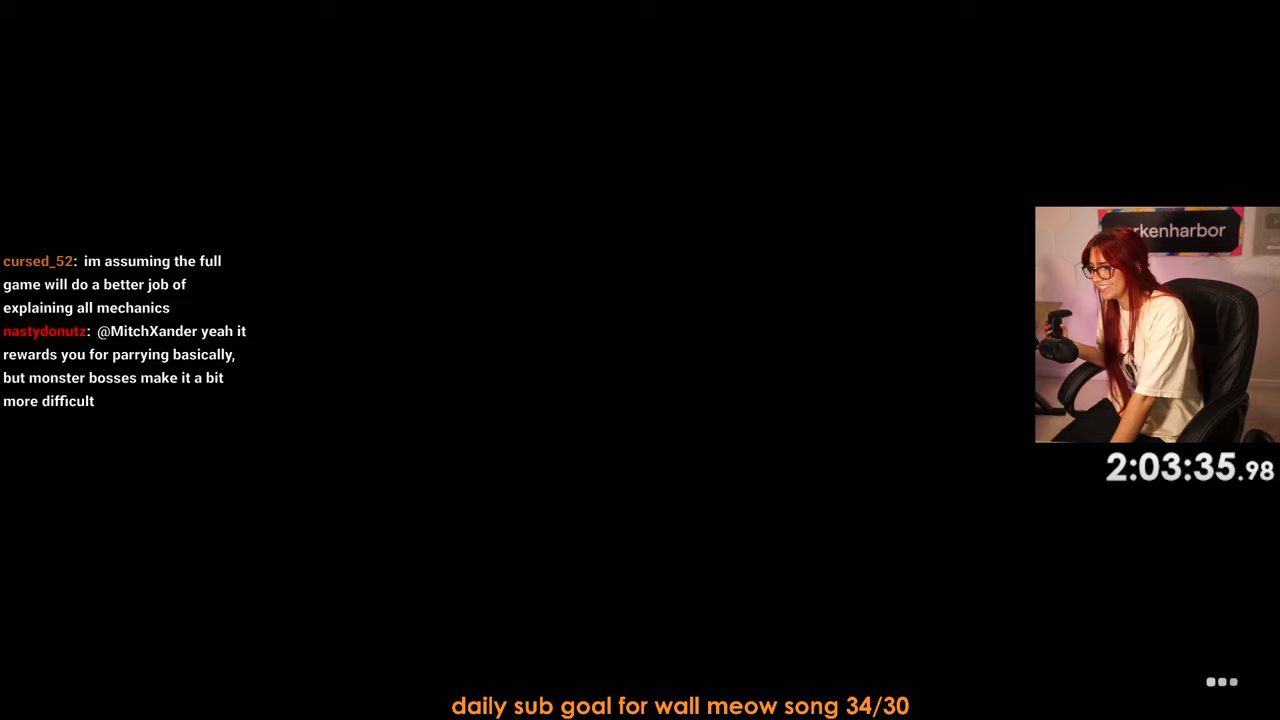 rkenharbor
cursed_52: im assuming the full
game will do a better job of
explaining all mechanics
nastydonutz: @MitchXander yeah it
rewards you for parrying basically,
but monster bosses make it a bit
more difficult
2:03:35.98
daily sub goal for wall meow song 34/30